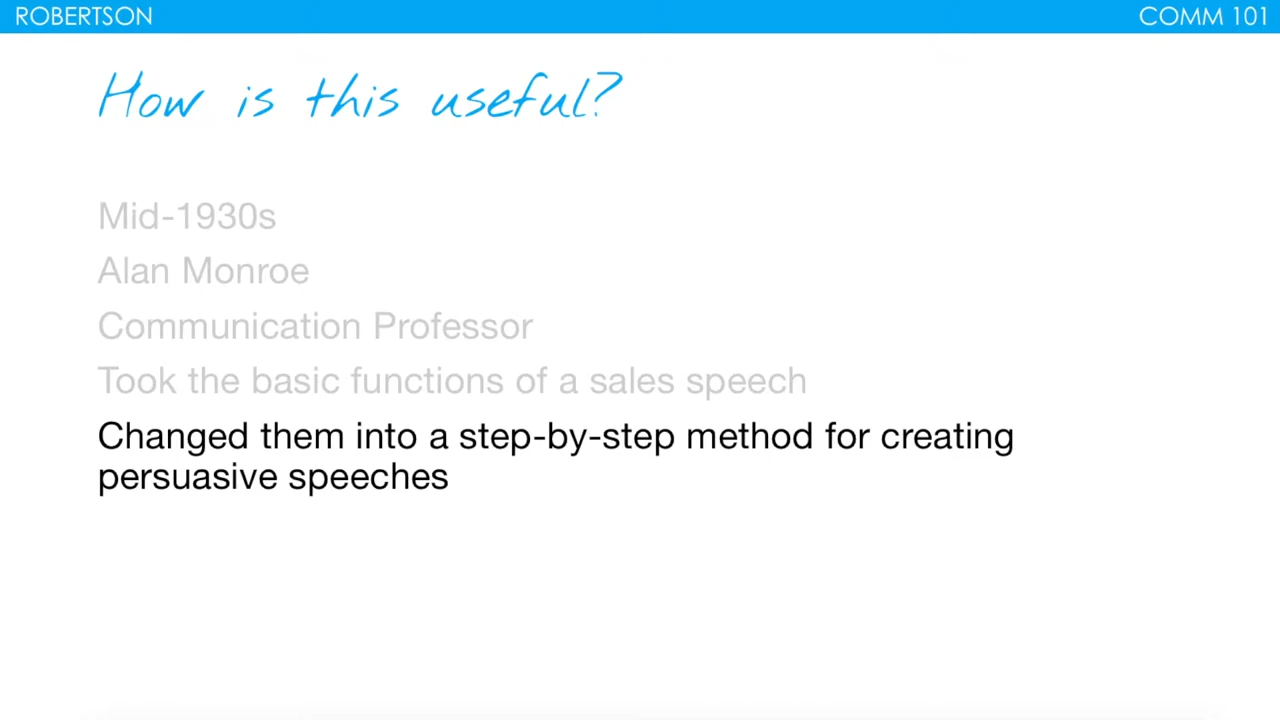 ROBERTSON
COMM 101
How is this useful?
Mid-1930s
Alan Monroe
Communication Professor
Took the basic functions of a sales speech
Changed them into a step-by-step method for creating
persuasive speeches